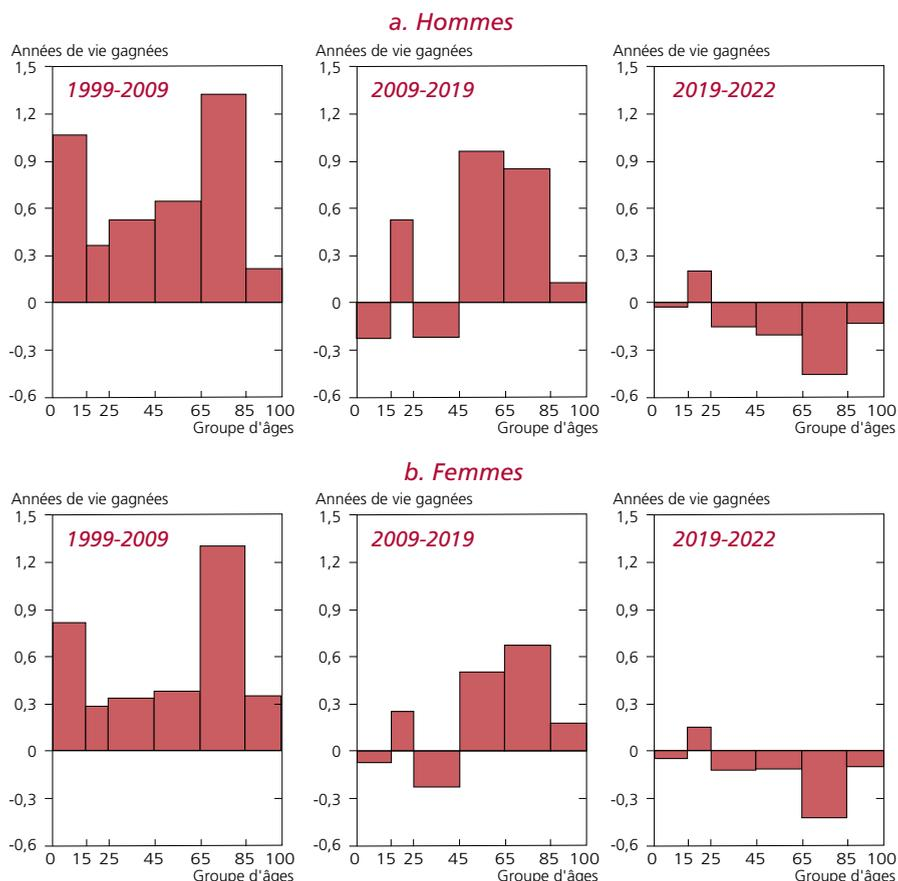 a. Hommes
Années de vie gagnées
1,5
1,2
0,9
0,6
0,3
0
-0,3
-0,6
1999-2009
0 15 25 45 65 85 100
Groupe d'âges
Années de vie gagnées
1,5
1,2
0,9
0,6
0,3
0
-0,3
-0,6
2009-2019
0 15 25 45 65 85 100
Groupe d'âges
Années de vie gagnées
1,5
1,2
0,9
0,6
0,3
0
-0,3
-0,6
2019-2022
0 15 25 45 65 85 100
Groupe d'âges
b. Femmes
Années de vie gagnées
1,5
1,2
0,9
0,6
0,3
0
-0,3
-0,6
1999-2009
0 15 25 45 65 85 100
Groupe d'âges
Années de vie gagnées
1,5
1,2
0,9
0,6
0,3
0
-0,3
-0,6
2009-2019
0 15 25 45 65 85 100
Groupe d'âges
Années de vie gagnées
1,5
1,2
0,9
0,6
0,3
0
-0,3
-0,6
2019-2022
0 15 25 45 65 85 100
Groupe d'âges